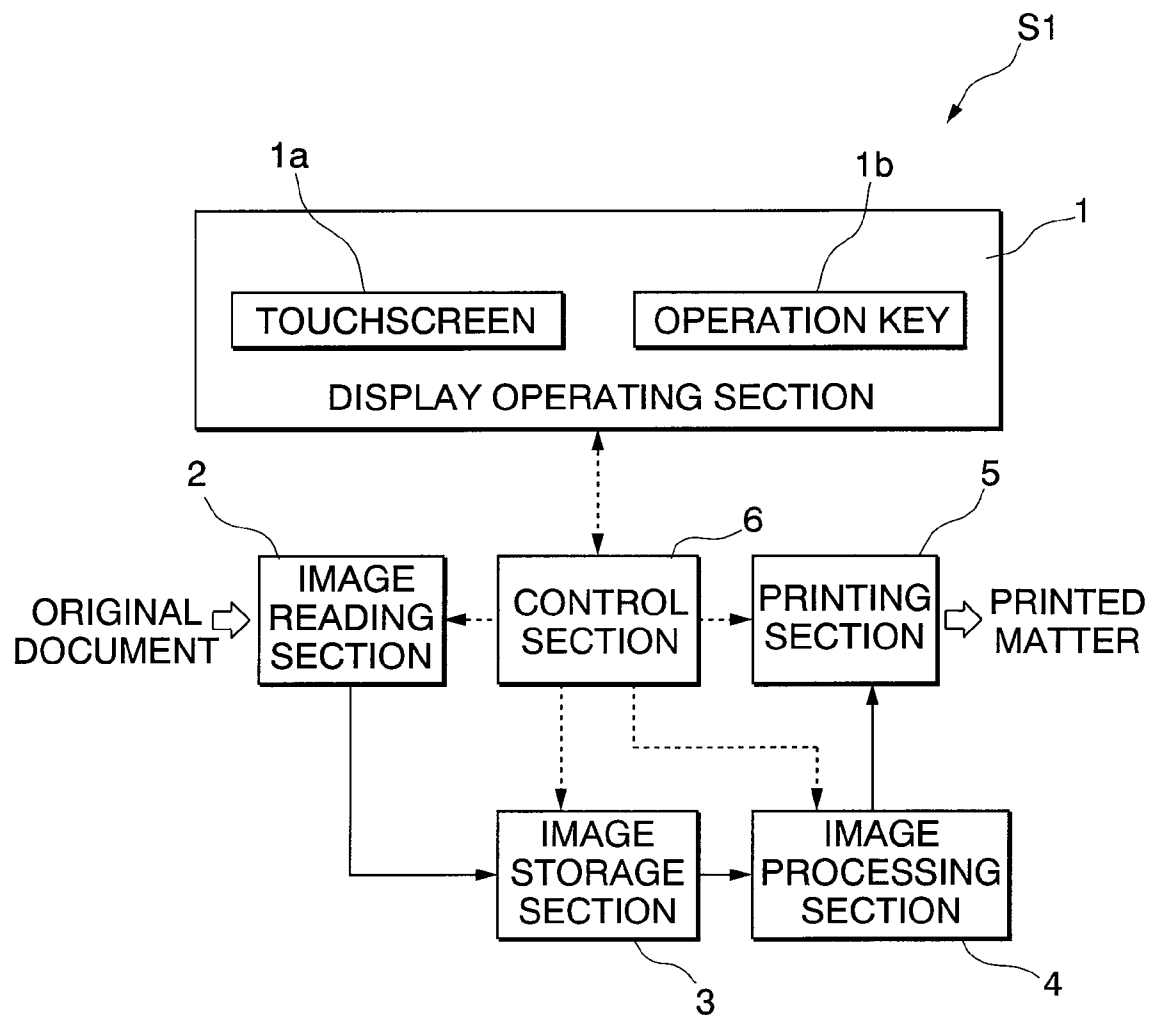 S1
1a
1b
1
TOUCHSCREEN
OPERATION KEY
DISPLAY OPERATING SECTION
2
5
6
ORIGINAL
DOCUMENT
IMAGE
READING
SECTION
CONTROL
SECTION
PRINTING
SECTION
PRINTED
MATTER
IMAGE
STORAGE
SECTION
IMAGE
PROCESSING
SECTION
3
4